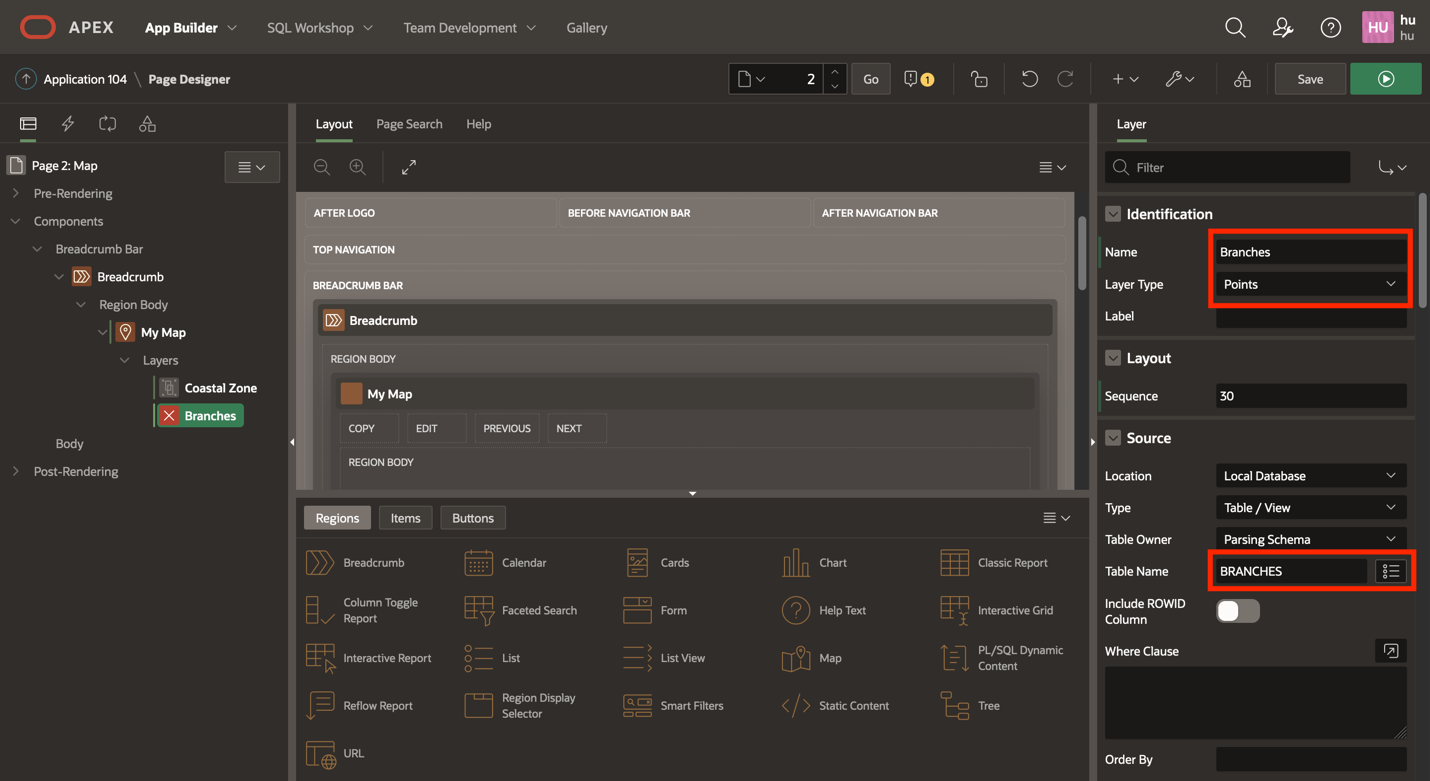 APEX
App Builder
SQL Workshop
Team Development
Gallery
HU
hu
hu
Application 104 \ Page Designer
2
Go
1
Save
Layout
Page Search
Help
Layer
Page 2: Map
Pre-Rendering
Components
Breadcrumb Bar
Breadcrumb
Region Body
My Map
Layers
Coastal Zone
Branches
Body
Post-Rendering
AFTER LOGO
BEFORE NAVIGATION BAR
AFTER NAVIGATION BAR
TOP NAVIGATION
BREADCRUMB BAR
Breadcrumb
REGION BODY
My Map
COPY
EDIT
PREVIOUS
NEXT
REGION BODY
Regions
Items
Buttons
Breadcrumb
Calendar
Cards
Chart
Classic Report
Column Toggle
Report
Faceted Search
Form
Help Text
Interactive Grid
Interactive Report
List
List View
Map
PL/SQL Dynamic
Content
Reflow Report
Region Display
Selector
Smart Filters
Static Content
Tree
URL
Filter
Identification
Name
Branches
Layer Type
Points
Label
Layout
Sequence
30
Source
Location
Local Database
Type
Table / View
Table Owner
Parsing Schema
Table Name
BRANCHES
Include ROWID
Column
Where Clause
Order By